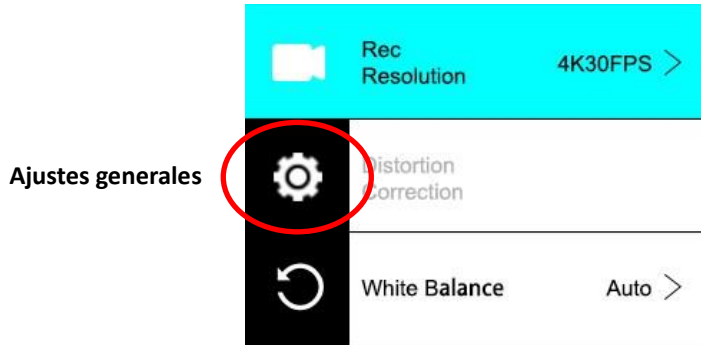 Rec
Resolution
4K30FPS >
Ajustes generales
Distortion
Correction
White Balance
Auto >